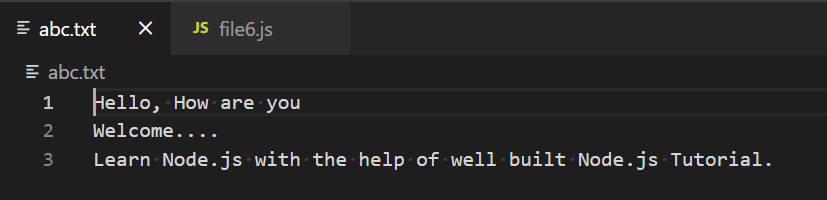 abc.txt
JS file6.js
abc.txt
1 Hello, How are you
2 Welcome....
3 Learn Node.js with the help of well built Node.js Tutorial.